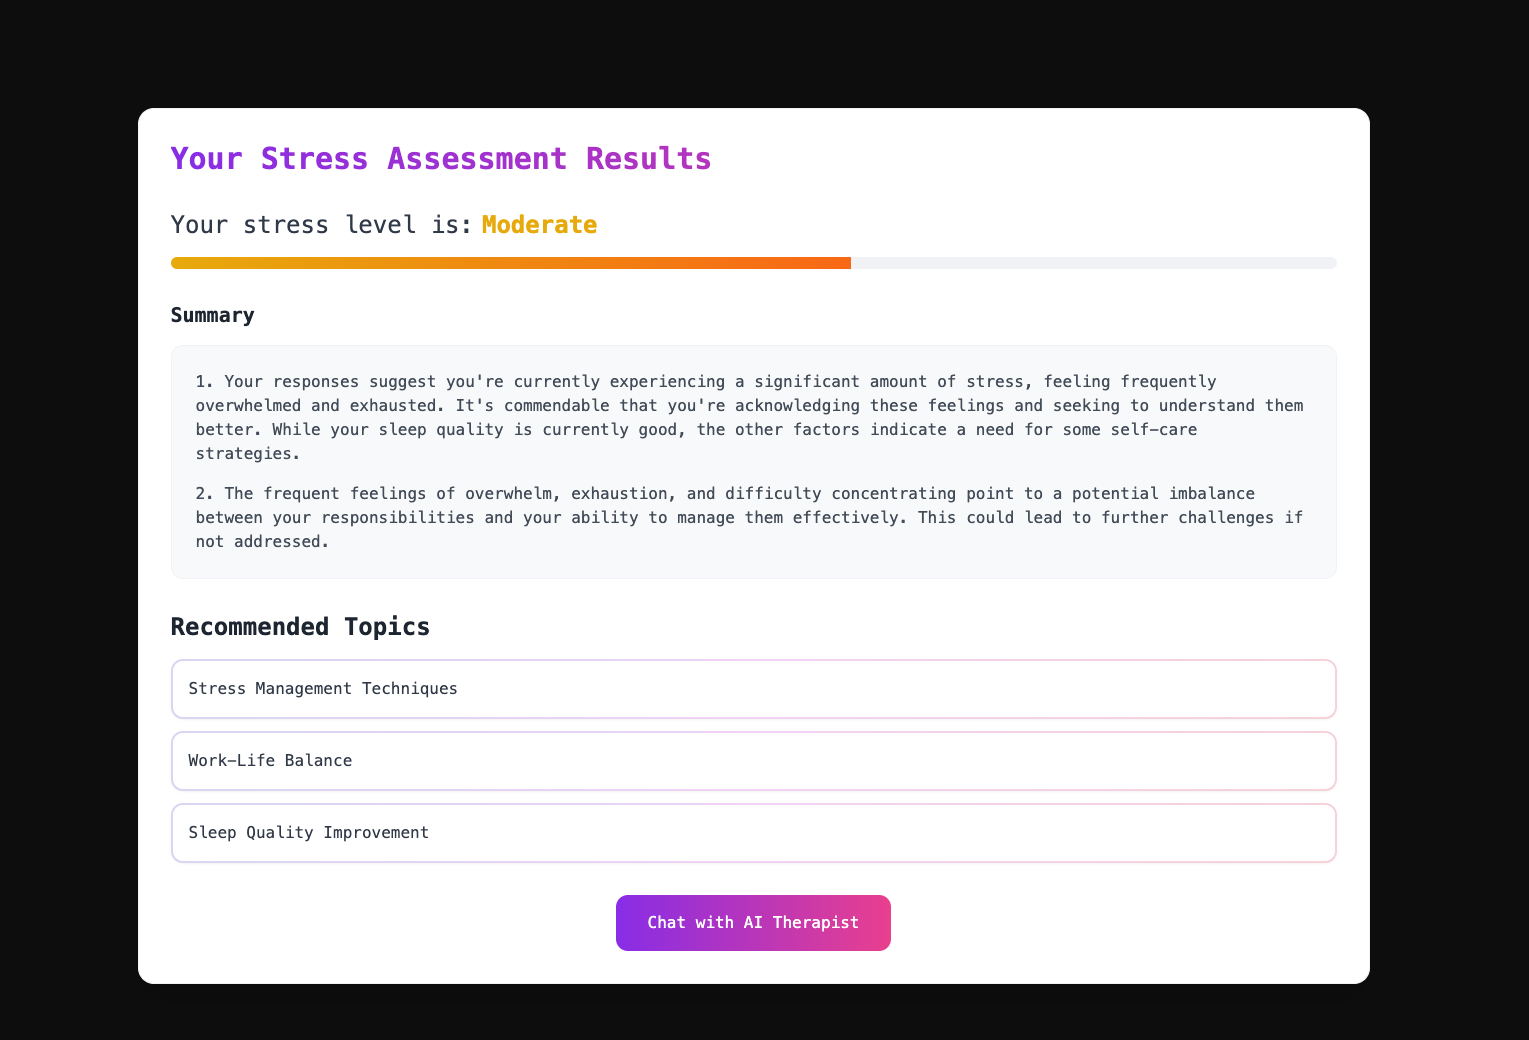 Your Stress Assessment Results
Your stress level is: Moderate
Summary
1. Your responses suggest you're currently experiencing a significant amount of stress, feeling frequently
overwhelmed and exhausted. It's commendable that you're acknowledging these feelings and seeking to understand them
better. While your sleep quality is currently good, the other factors indicate a need for some self-care
strategies.
2. The frequent feelings of overwhelm, exhaustion, and difficulty concentrating point to a potential imbalance
between your responsibilities and your ability to manage them effectively. This could lead to further challenges if
not addressed.
Recommended Topics
Stress Management Techniques
Work-Life Balance
Sleep Quality Improvement
Chat with AI Therapist